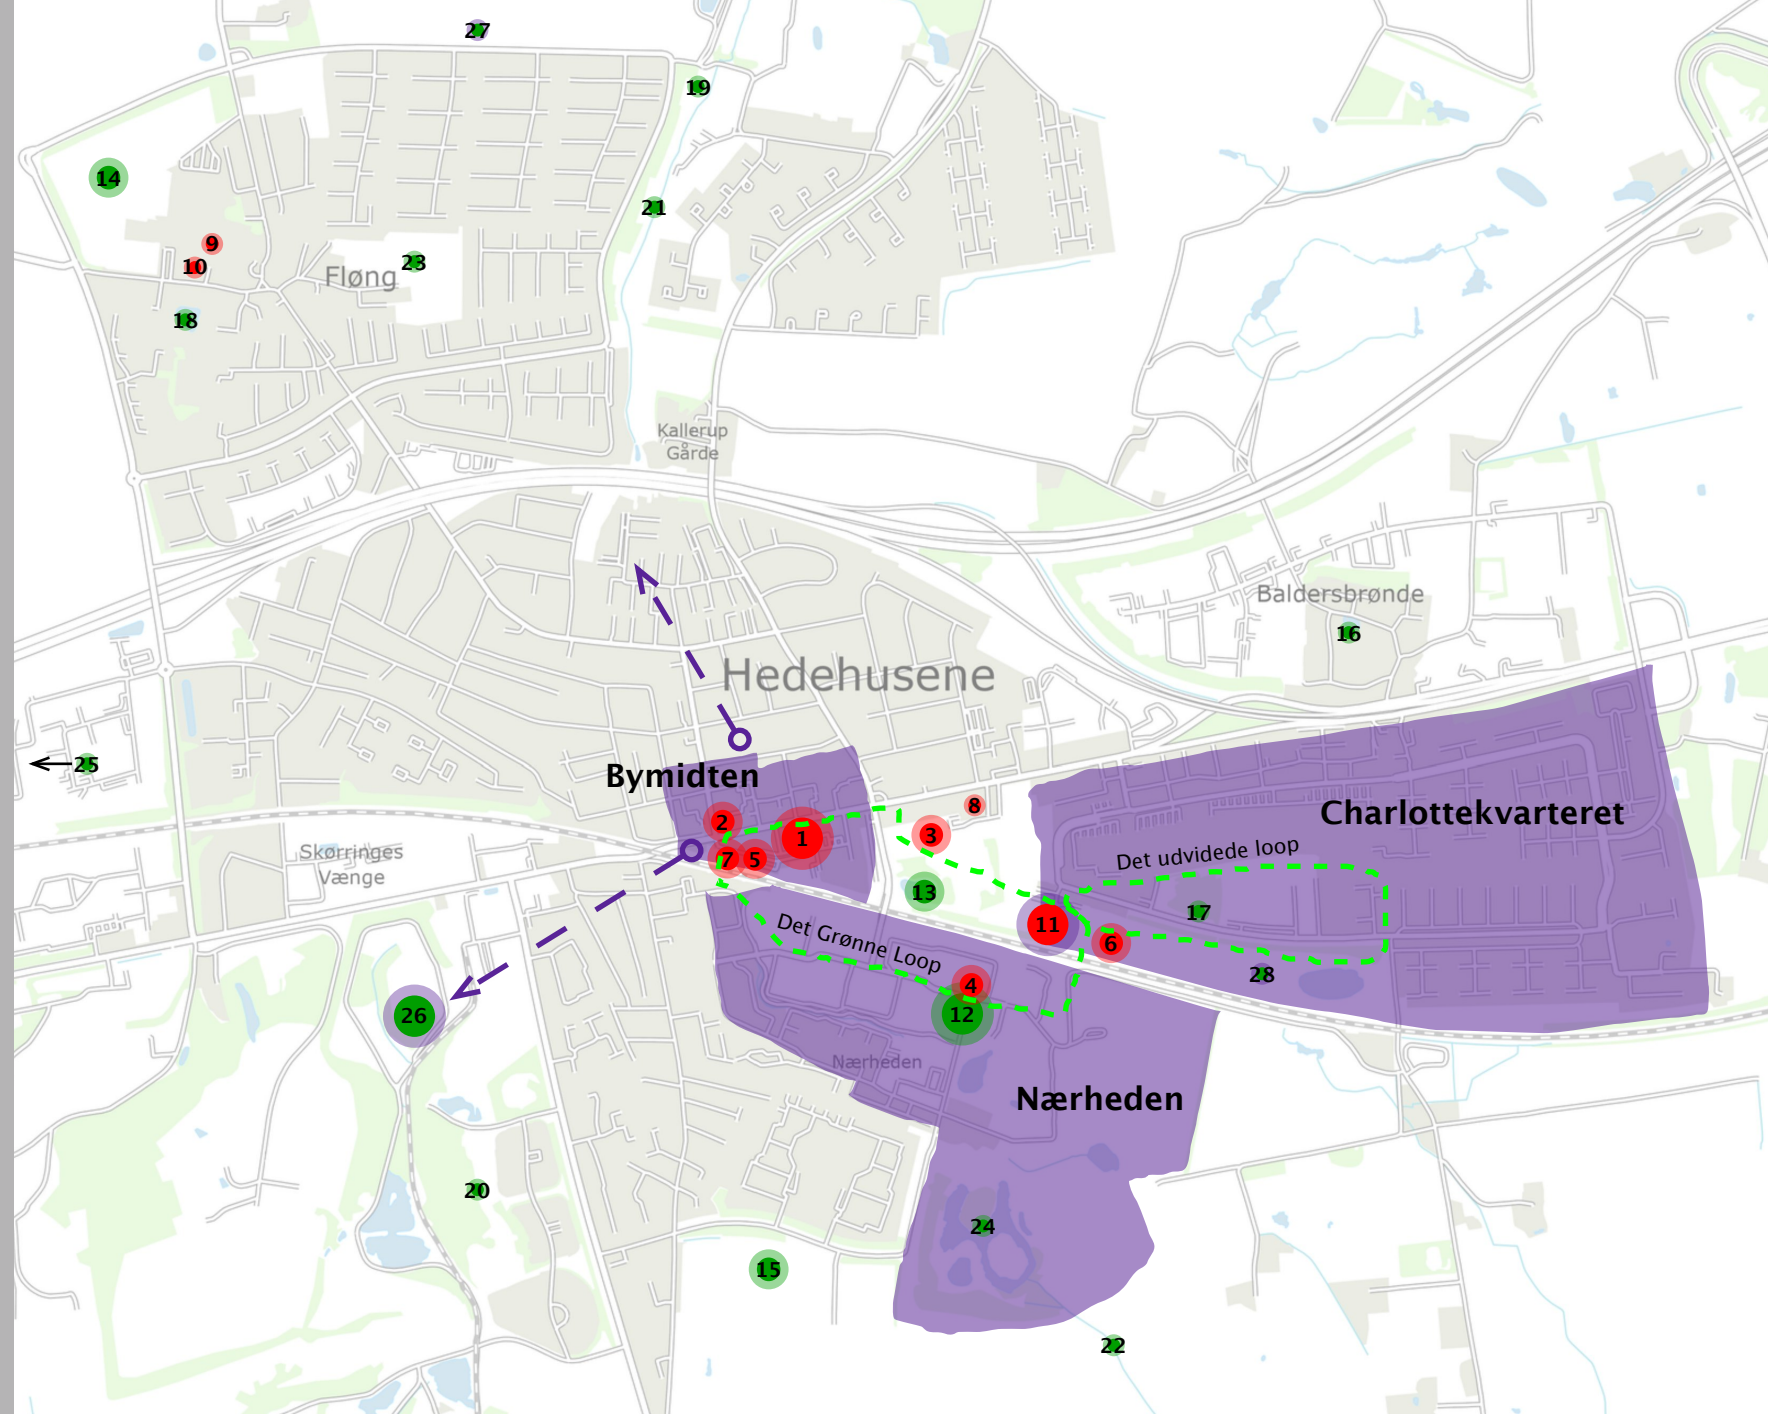 27
19
14
21
9
10
23
Fløng
18
Kallerup
Gårde
Baldersbrønde
16
Hedehusene
25
Bymidten
Charlottekvarteret
8
2
1
3
7
5
Skørringes
Vænge
Det udvidede loop
13
17
11
6
Det Grønne Loop
28
4
12
26
Nærheden
Nærheden
20
24
15
22